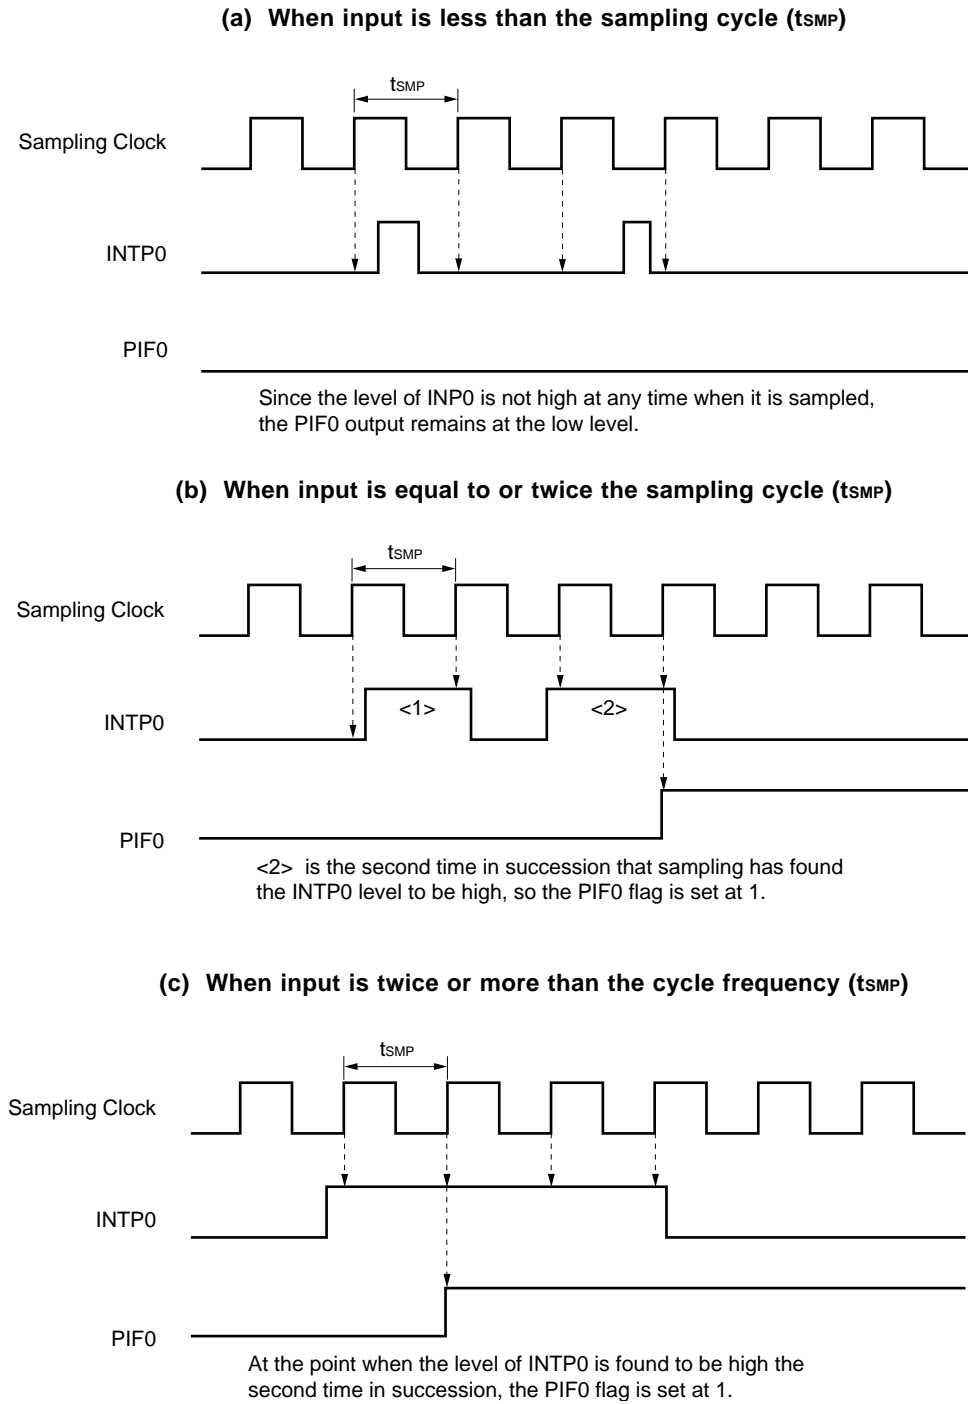 (a) When input is less than the sampling cycle (tSMP)
tSMP
Sampling Clock
INTP0
PIF0
Since the level of INP0 is not high at any time when it is sampled,
the PIF0 output remains at the low level.
(b) When input is equal to or twice the sampling cycle (tSMP)
tSMP
Sampling Clock
<1>
<2>
INTP0
PIF0
<2> is the second time in succession that sampling has found
the INTP0 level to be high, so the PIF0 flag is set at 1.
(c) When input is twice or more than the cycle frequency (tSMP)
tSMP
Sampling Clock
INTP0
PIF0
At the point when the level of INTP0 is found to be high the
second time in succession, the PIF0 flag is set at 1.